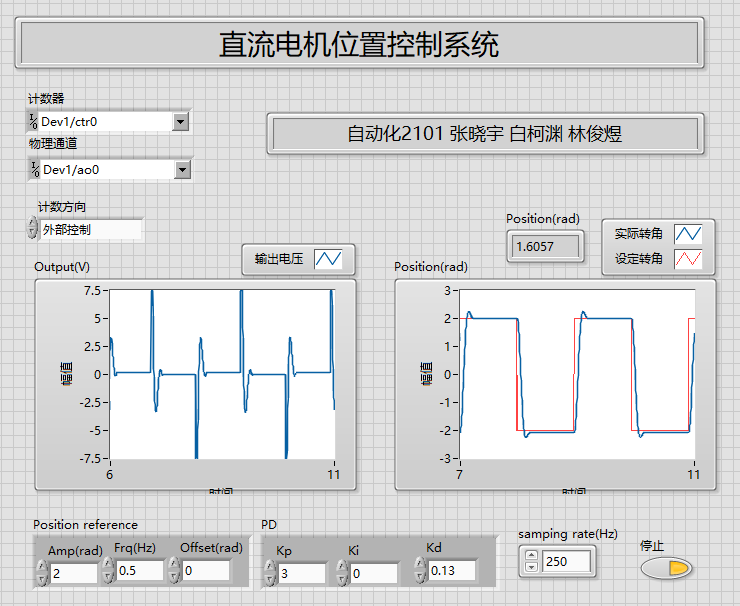 直流电机位置控制系统
计数器
Dev1/ctr0
自动化2101 张晓宇 白柯渊 林俊煜
物理通道
Dev1/ao0
计数方向
外部控制
Position(rad)
1.6057
实际转角
设定转角
输出电压
Output(V)
Position(rad)
7.5
5
2.5
0
-2.5
-5
-7.5
幅值
6
11
时间
3
2
1
0
-1
-2
-3
幅值
7
11
时间
Position reference
Amp(rad) Frq(Hz) Offset(rad)
2 0.5 0
PD
Kp Ki Kd
3 0 0.13
samping rate(Hz)
250
停止